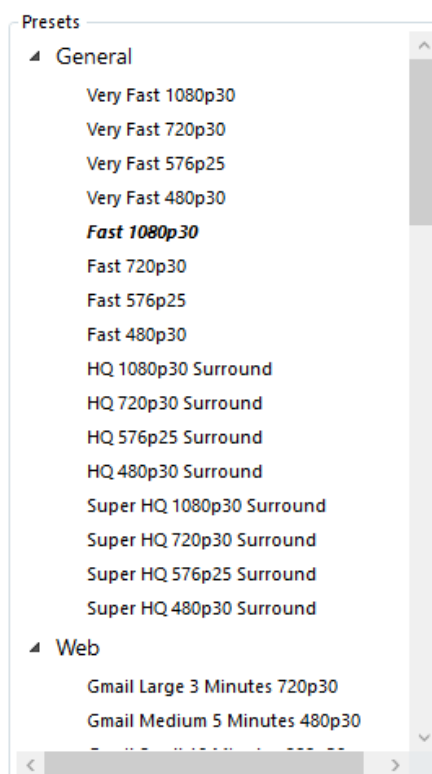 Presets
General
Very Fast 1080p30
Very Fast 720p30
Very Fast 576p25
Very Fast 480p30
Fast 1080p30
Fast 720p30
Fast 576p25
Fast 480p30
HQ 1080p30 Surround
HQ 720p30 Surround
HQ 576p25 Surround
HQ 480p30 Surround
Super HQ 1080p30 Surround
Super HQ 720p30 Surround
Super HQ 576p25 Surround
Super HQ 480p30 Surround
Web
Gmail Large 3 Minutes 720p30
Gmail Medium 5 Minutes 480p30